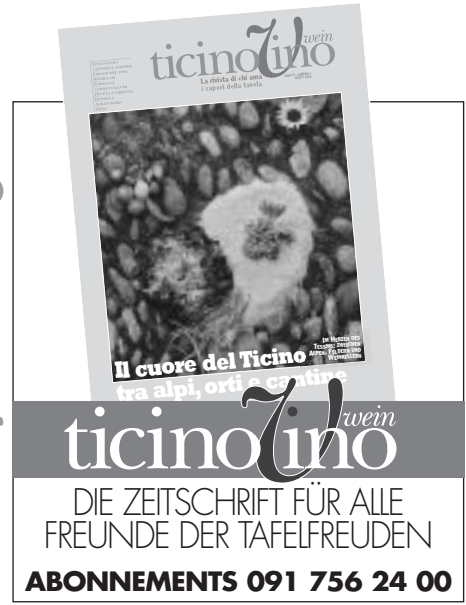 ticinoVino wein
La rivista di chi ama
i sapori della tavola
Il cuore del Ticino
tra alpi, orti e cantine
IM HERZEN DES
TESSINS: ZWISCHEN
ALPEN, FELDERN UND
WEINKELLERN
ticinoVino wein
DIE ZEITSCHRIFT FÜR ALLE
FREUNDE DER TAFELFREUDEN
ABONNEMENTS 091 756 24 00